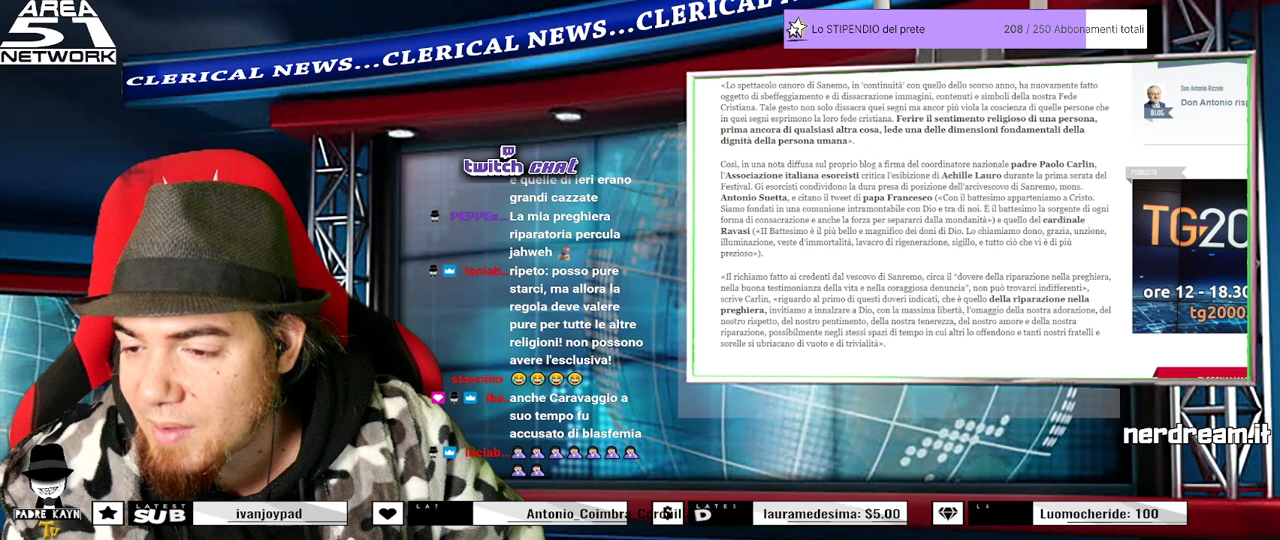 AREA
51
NETWORK
CLERICAL NEWS...CLERICAL NEWS...CLERICAL NEWS
Lo STIPENDIO del prete
208 / 250 Abbonamenti totali
«Lo spettacolo canoro di Sanemo, in 'continuità' con quello dello scorso anno, ha nuovamente fatto
oggetto di sbeffeggiamento e di dissacrazione immagini, contenuti e simboli della nostra Fede
Cristiana. Tale gesto non solo dissacra quei segni ma ancor più viola la coscienza di quelle persone che
in quei segni esprimono la loro fede cristiana. Ferire il sentimento religioso di una persona,
prima ancora di qualsiasi altra cosa, lede una delle dimensioni fondamentali della
dignità della persona umana».
Così, in una nota diffusa sul proprio blog a firma del coordinatore nazionale padre Paolo Carlin,
l'Associazione italiana esorcisti critica l'esibizione di Achille Lauro durante la prima serata del
Festival. Gi esorcisti condividono la dura presa di posizione dell'arcivescovo di Sanremo, mons.
Antonio Suetta, e citano il tweet di papa Francesco («Con il battesimo apparteniamo a Cristo.
Siamo fondati in una comunione intramontabile con Dio e tra di noi. È il battesimo la sorgente di ogni
forma di consacrazione e anche la forza per separarci dalla mondanità») e quello del cardinale
Ravasi («Il Battesimo è il più bello e magnifico dei doni di Dio. Lo chiamiamo dono, grazia, unzione,
illuminazione, veste d'immortalità, lavacro di rigenerazione, sigillo, e tutto ciò che vi è di più
prezioso»).
«Il richiamo fatto ai credenti dal vescovo di Sanremo, circa il "dovere della riparazione nella preghiera,
nella buona testimonianza della vita e nella coraggiosa denuncia", non può trovarci indifferenti»,
scrive Carlin, «riguardo al primo di questi doveri indicati, che è quello della riparazione nella
preghiera, invitiamo a innalzare a Dio, con la massima libertà, l'omaggio della nostra adorazione, del
nostro rispetto, del nostro pentimento, della nostra tenerezza, del nostro amore e della nostra
riparazione, possibilmente negli stessi spazi di tempo in cui altri lo offendono e tanti nostri fratelli e
sorelle si ubriacano di vuoto e di trivialità».
Don Antonio Rizzolo
Don Antonio risp
BLOG
PUBBLICITÀ
TG20
ore 12 - 18.30
tg2000.
twitch CHAT
e quelle di ieri erano
grandi cazzate
PEPPEs...
La mia preghiera
riparatoria percula
jahweh
laciab...
ripeto: posso pure
starci, ma allora la
regola deve valere
pure per tutte le altre
religioni! non possono
avere l'esclusiva!
anche Caravaggio a
suo tempo fu
accusato di blasfemia
laciab...
nerdream.it
PADRE KAYN
TV
LATEST
SUB
ivanjoypad
LAT
Antonio_Coimbra_
LATES
D
lauramedesima: $5.00
Luomocheride: 100